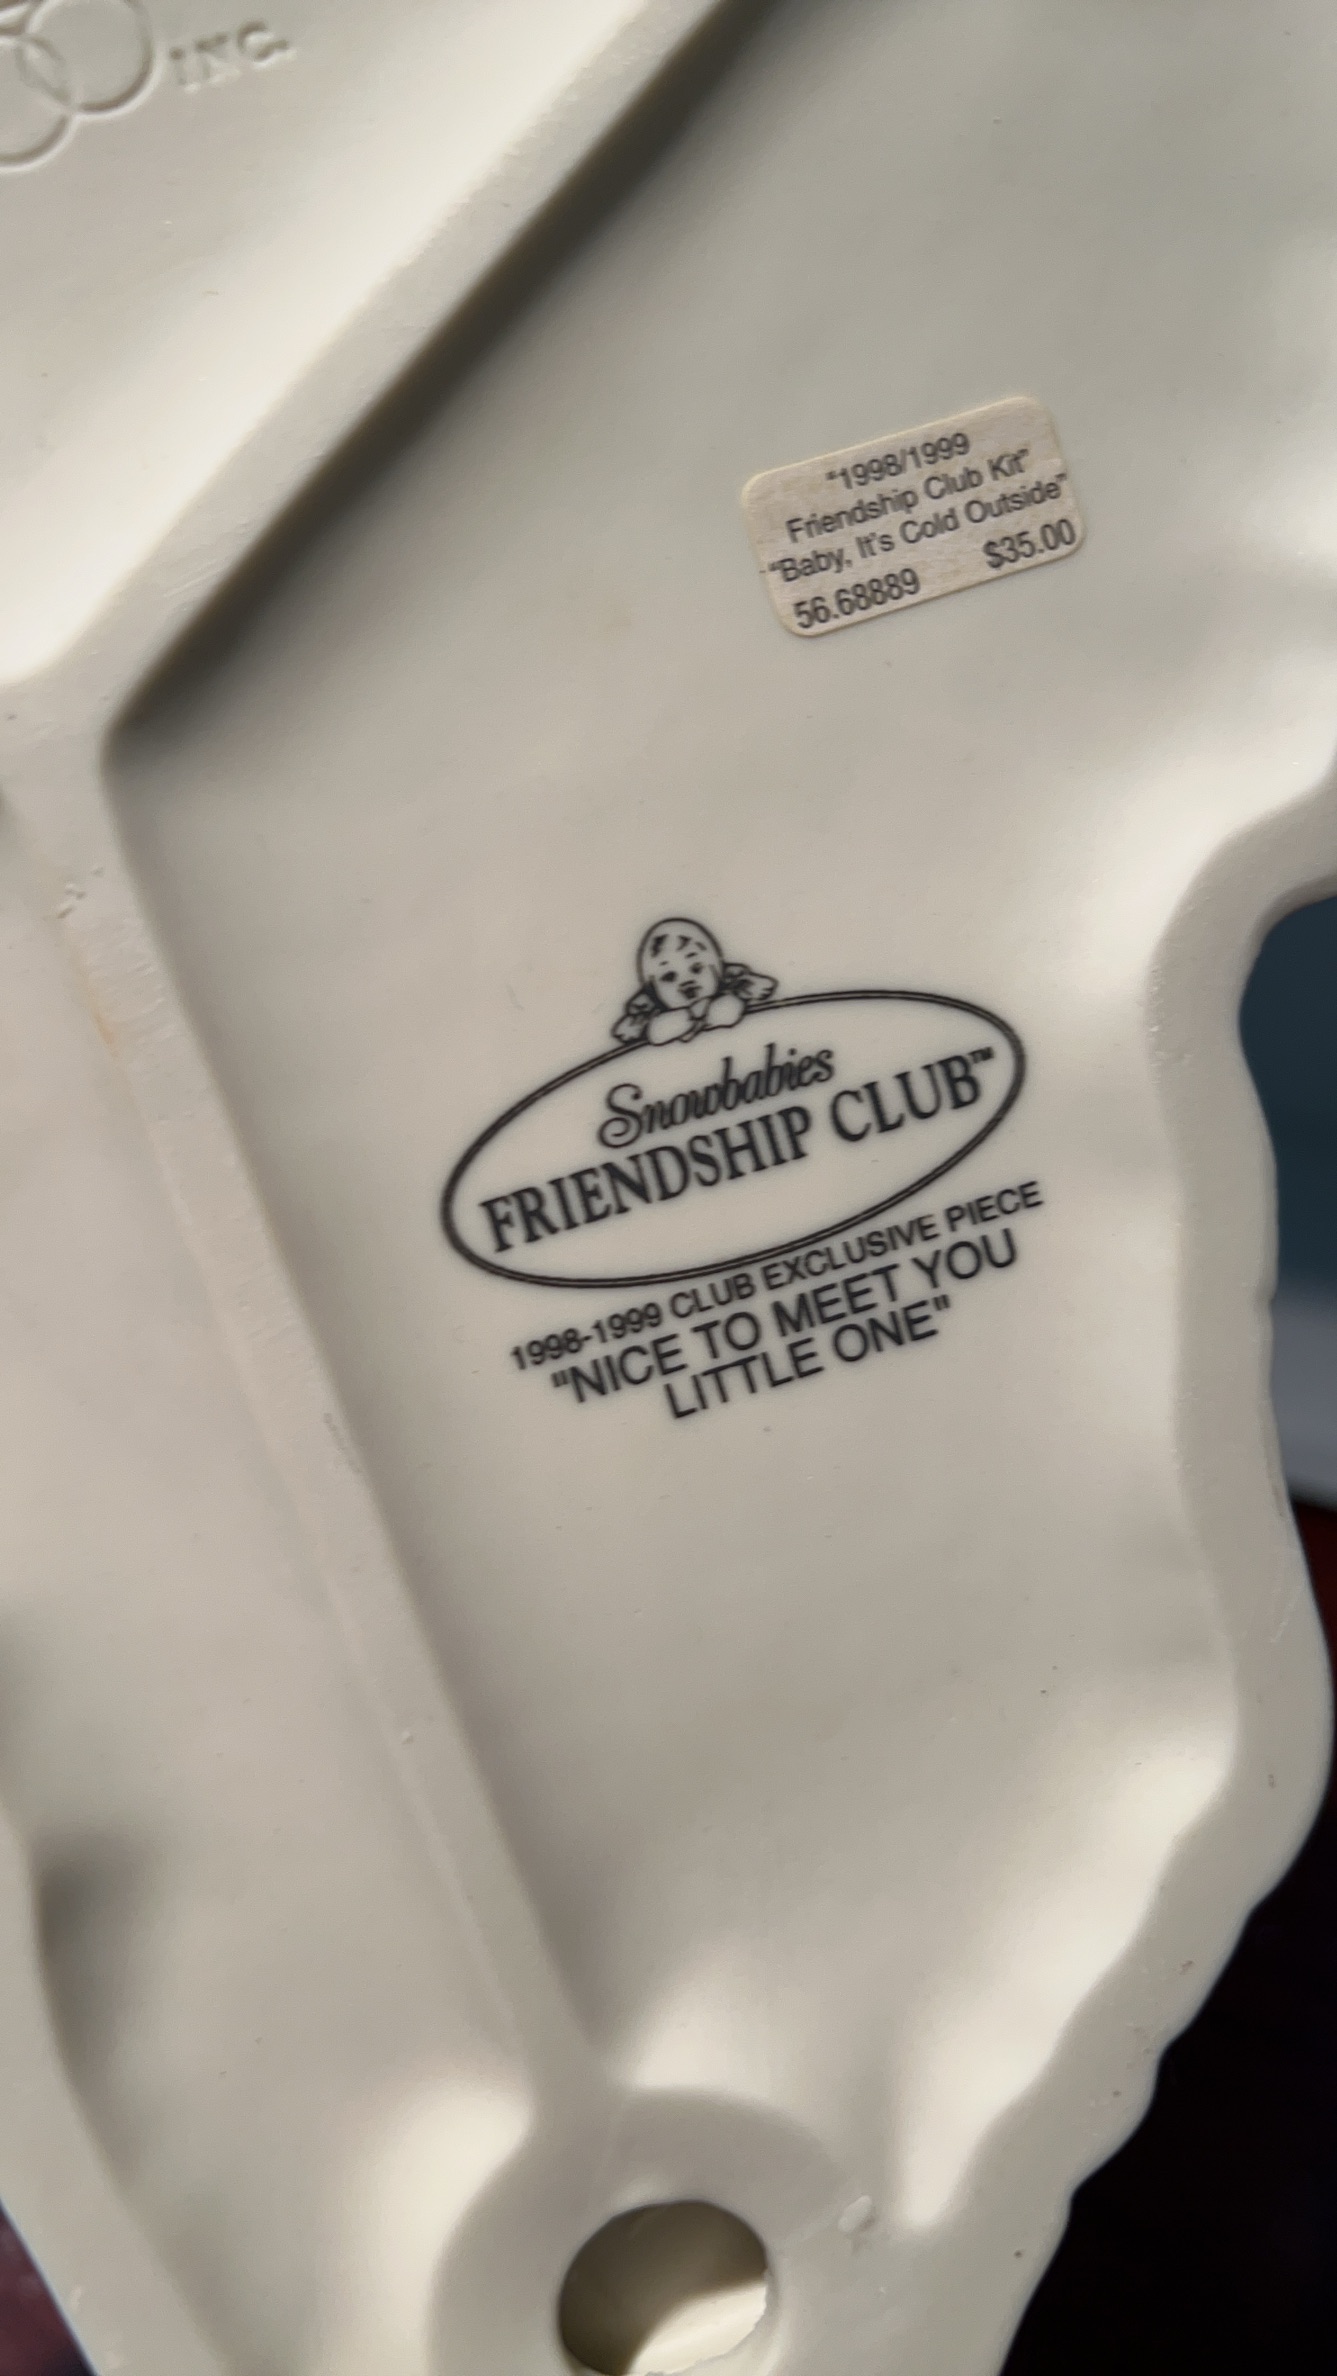 INC.
"1998/1999
Friendship Club Kit"
"Baby, It's Cold Outside"
56.68889 $35.00
Snowbabies
FRIENDSHIP CLUB™
1998-1999 CLUB EXCLUSIVE PIECE
"NICE TO MEET YOU
LITTLE ONE"